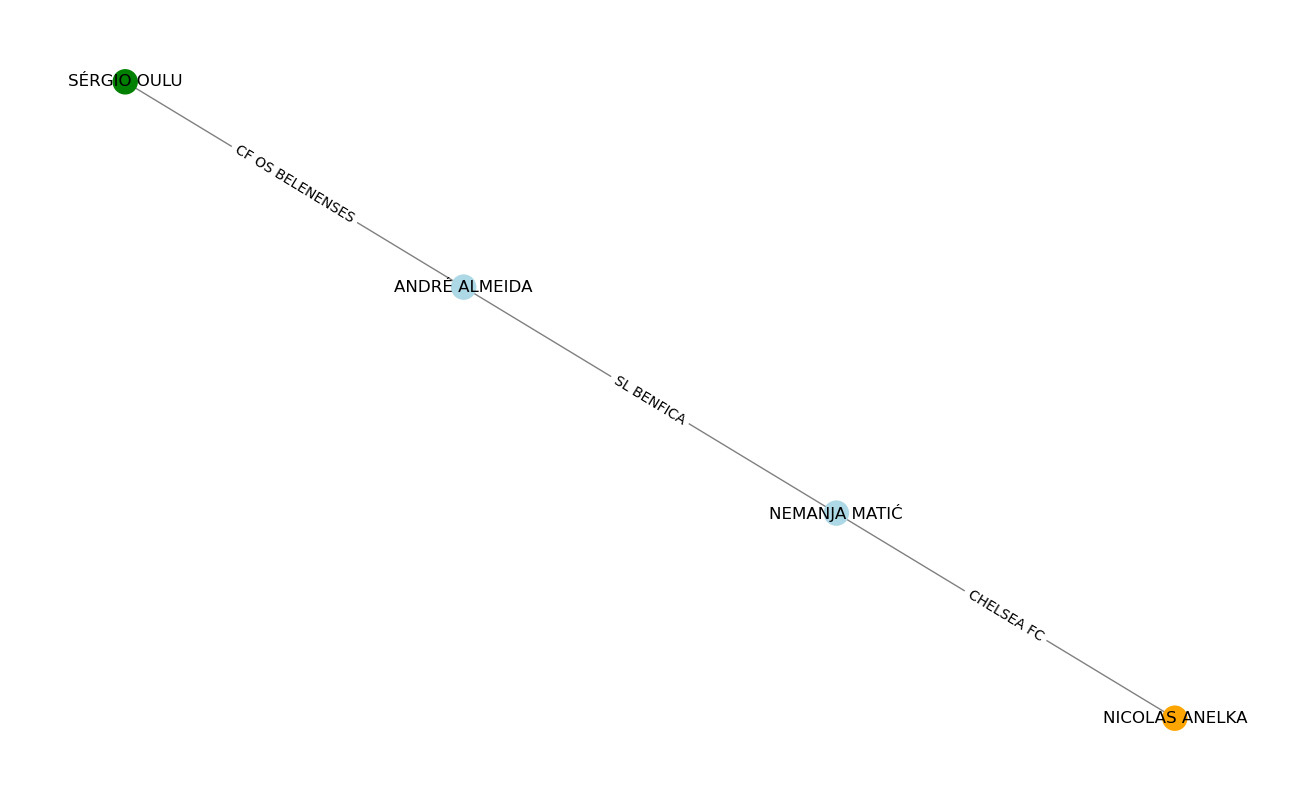 SÉRGIO OULU
CF OS BELENENSES
ANDRÉ ALMEIDA
SL BENFICA
NEMANJA MATIĆ
CHELSEA FC
NICOLAS ANELKA